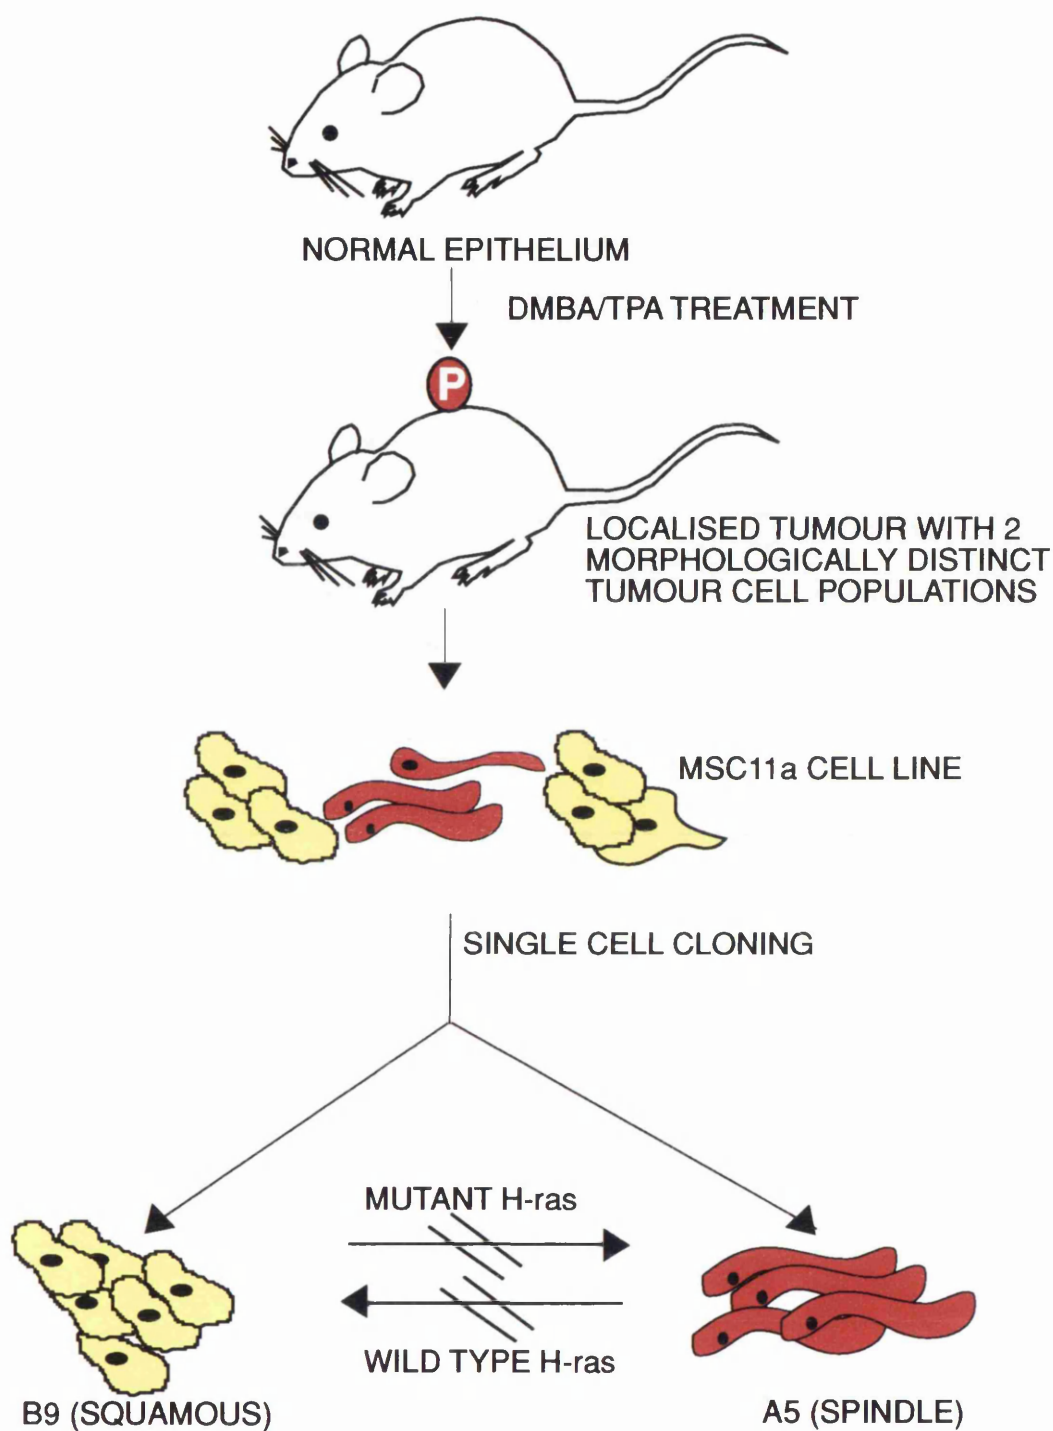 NORMAL EPITHELIUM
DMBA/TPA TREATMENT
P
LOCALISED TUMOUR WITH 2
MORPHOLOGICALLY DISTINCT
TUMOUR CELL POPULATIONS
MSC11a CELL LINE
SINGLE CELL CLONING
MUTANT H-ras
WILD TYPE H-ras
B9 (SQUAMOUS)
A5 (SPINDLE)